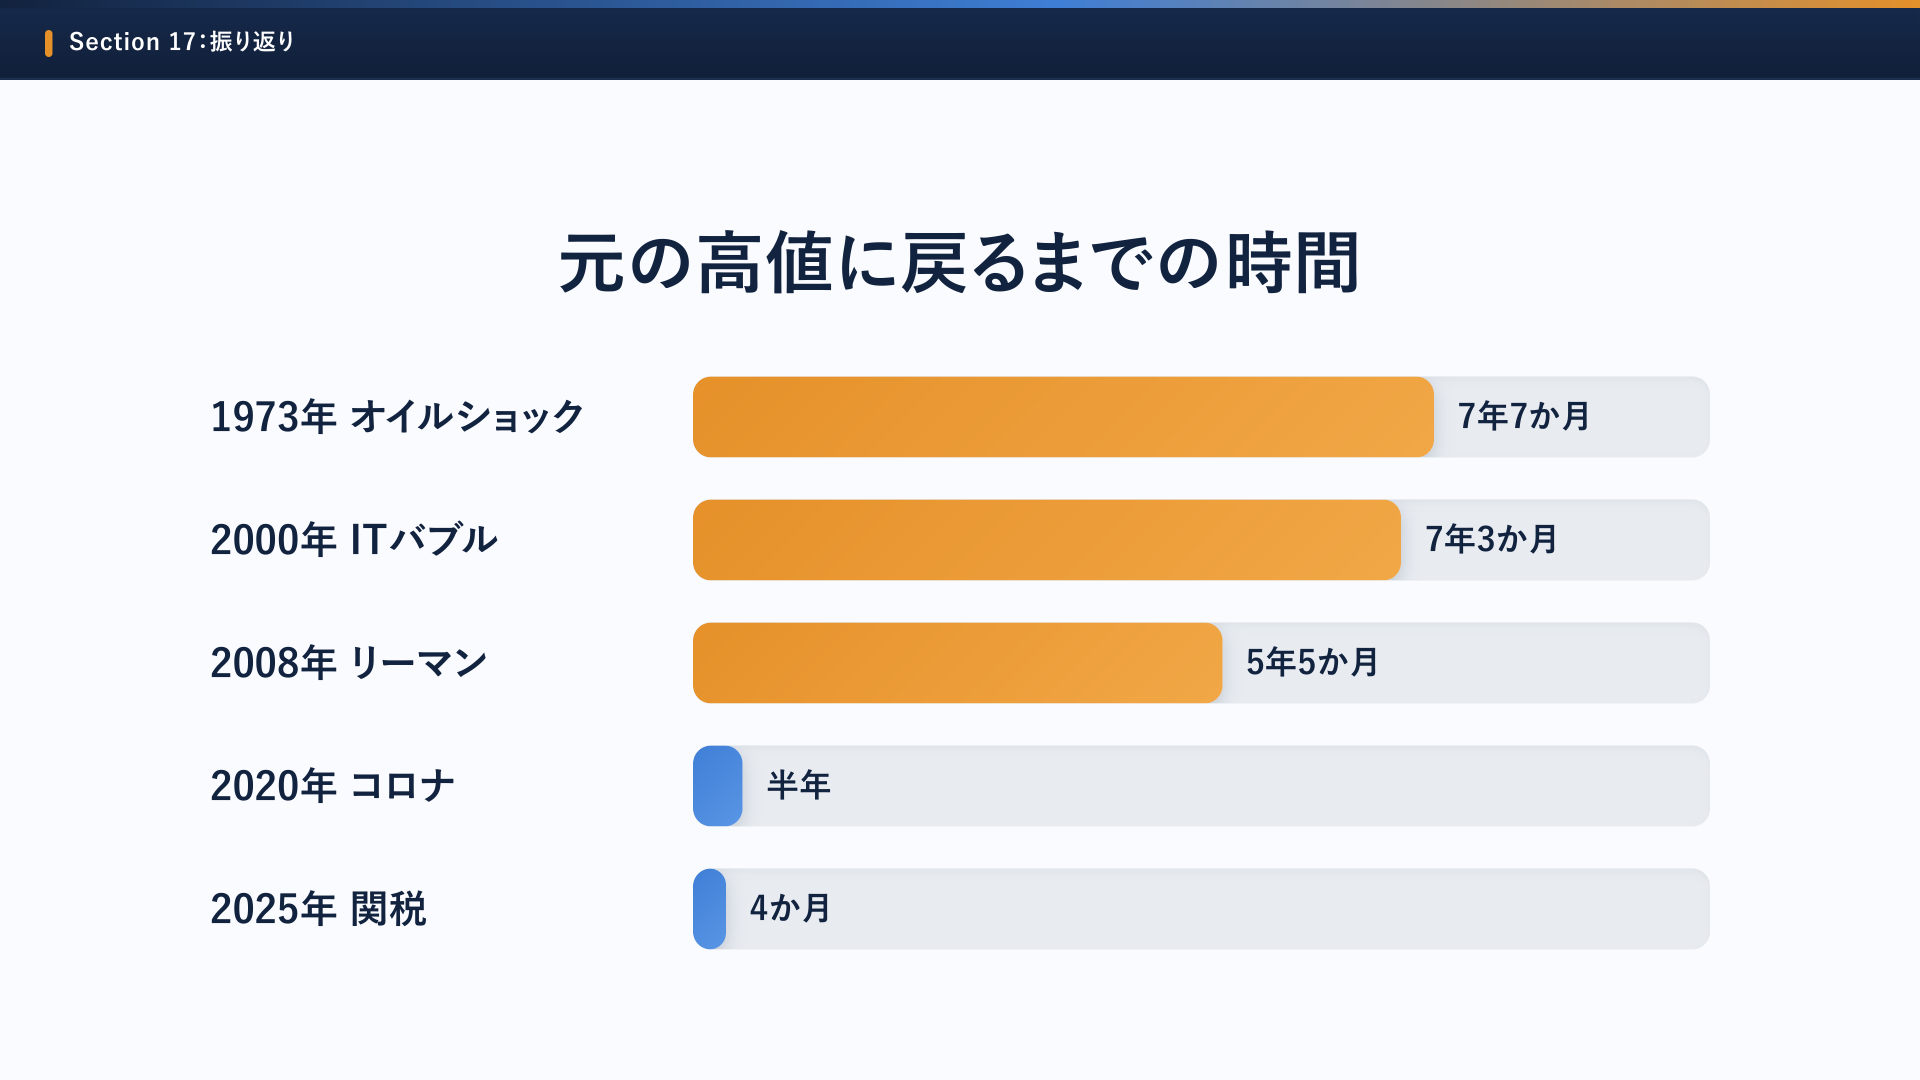 Section 17：振り返り
元の高値に戻るまでの時間
1973年 オイルショック
7年7か月
2000年 ITバブル
7年3か月
2008年 リーマン
5年5か月
2020年 コロナ
半年
2025年 関税
4か月